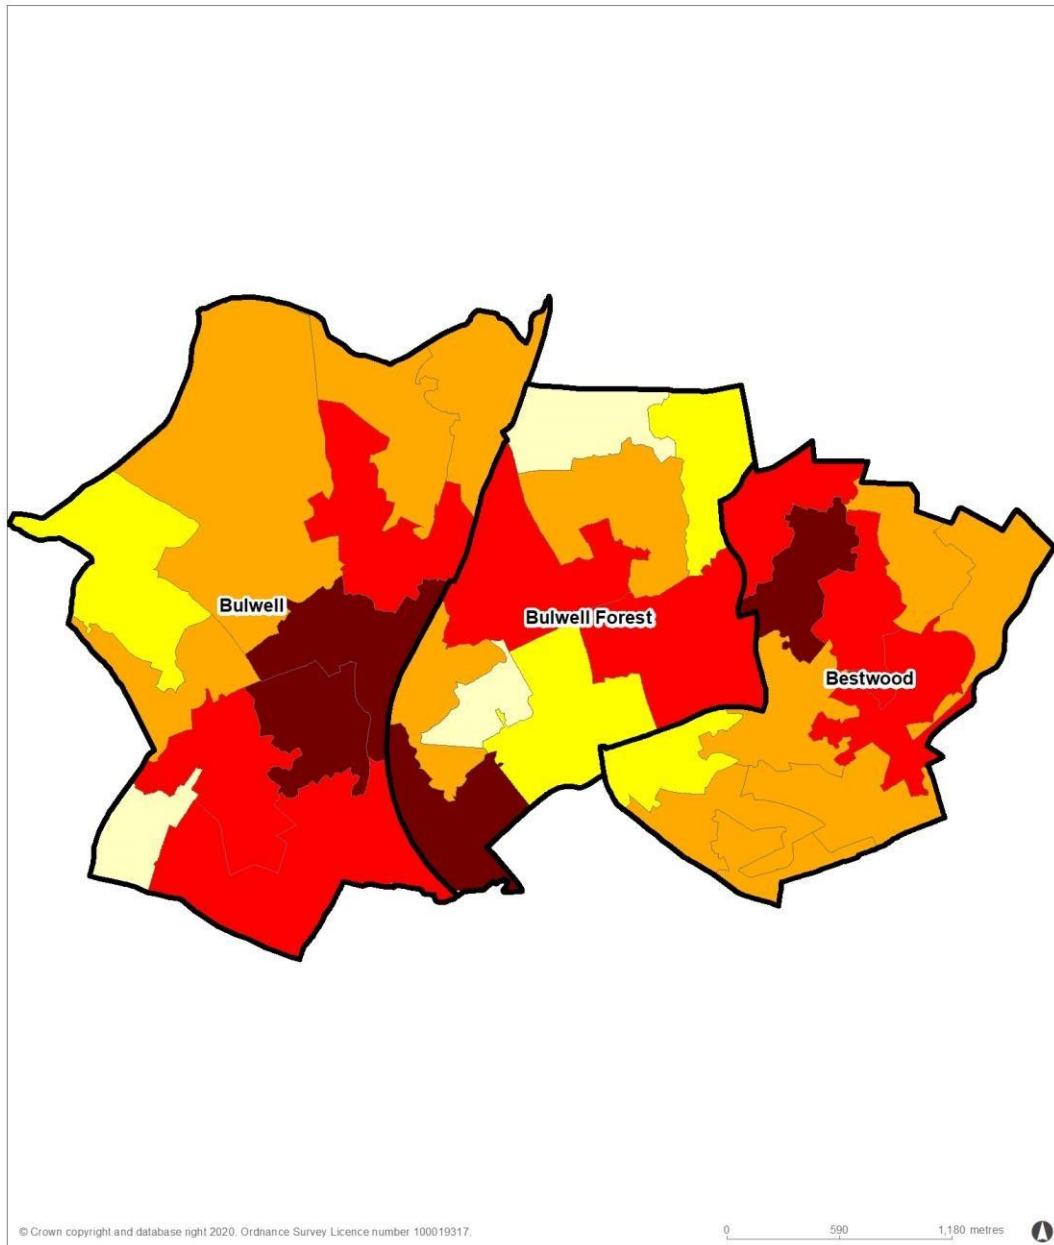 Bulwell
Bulwell Forest
Bestwood
© Crown copyright and database right 2020. Ordnance Survey Licence number 100019317.
0 590 1,180 metres